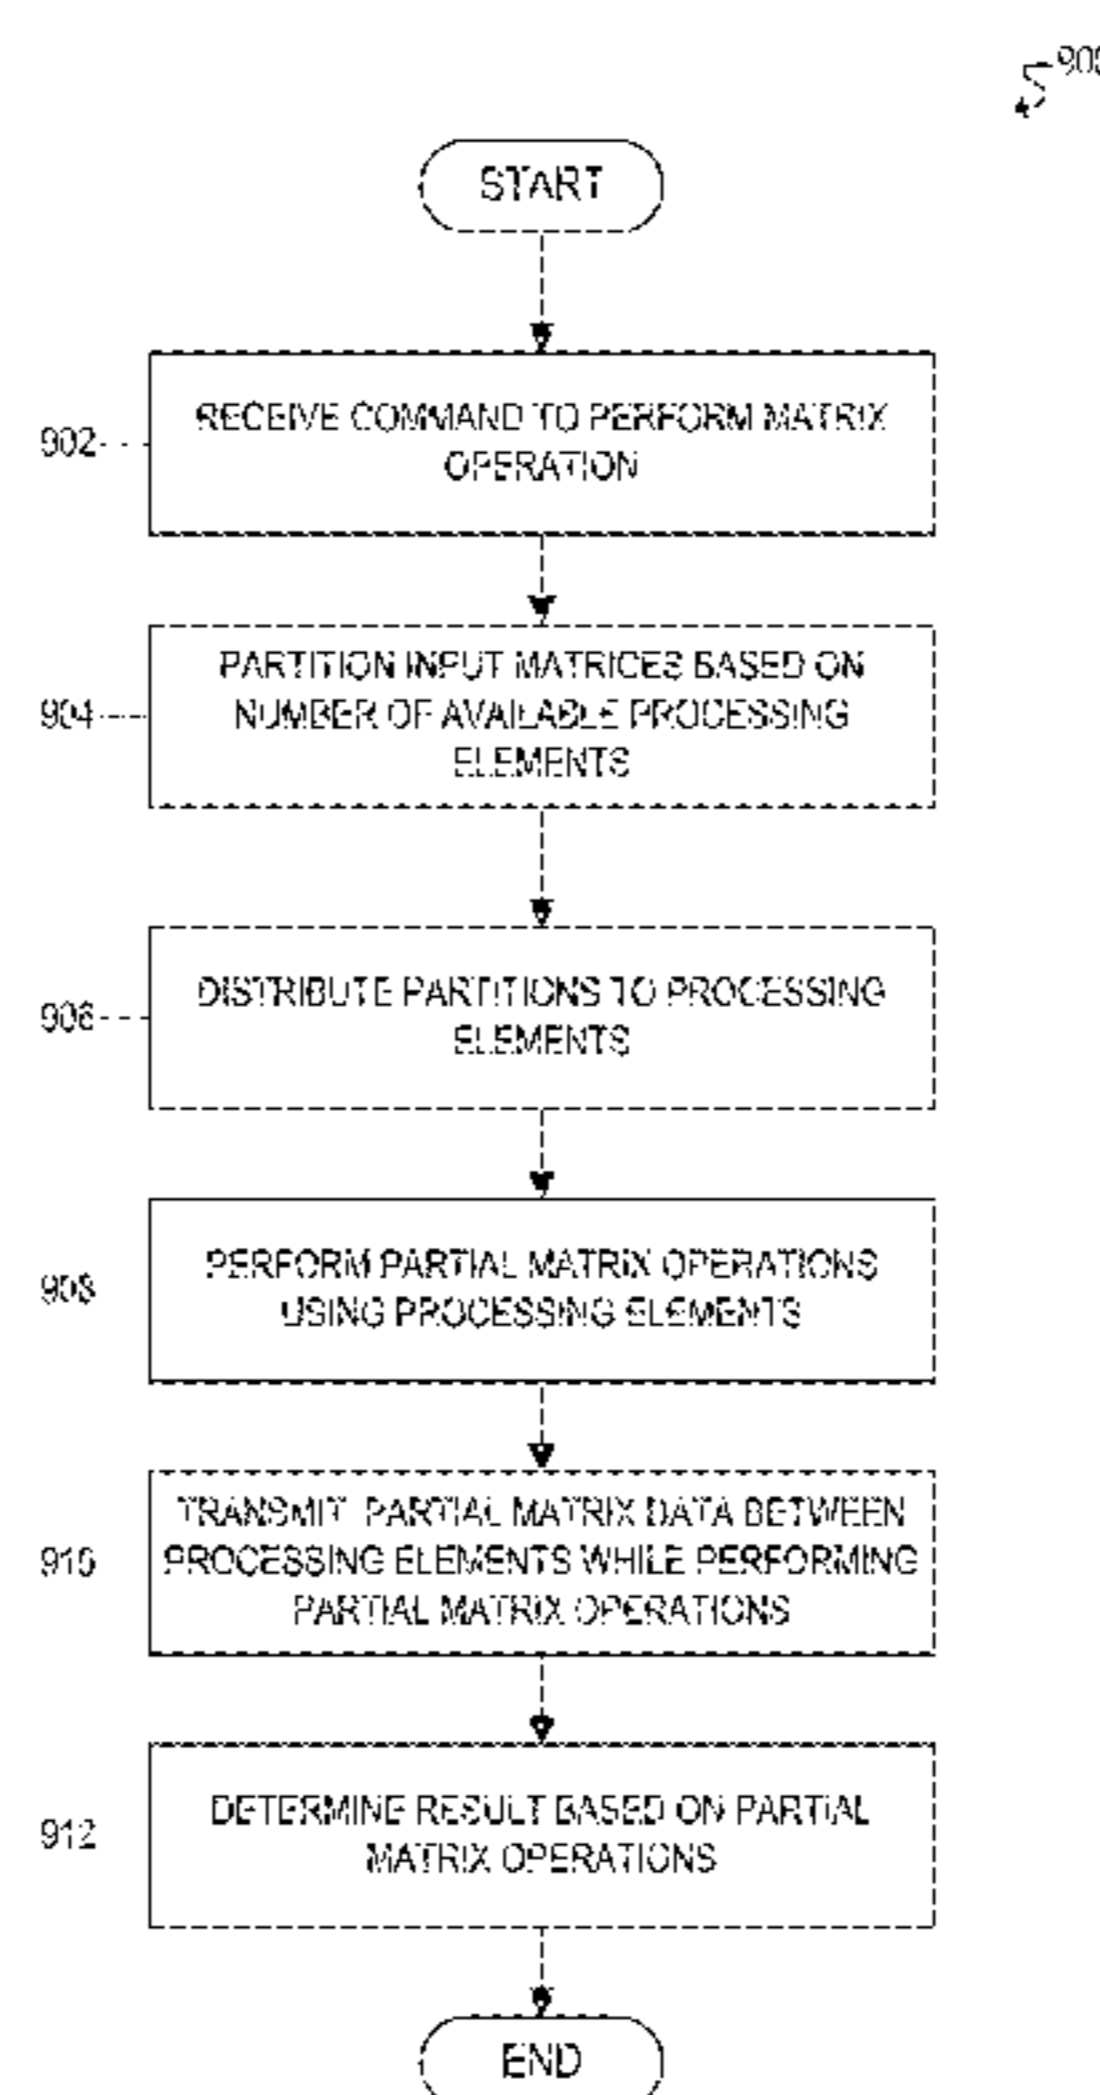 900
START
902
RECEIVE COMMAND TO PERFORM MATRIX
OPERATION
904
PARTITION INPUT MATRICES BASED ON
NUMBER OF AVAILABLE PROCESSING
ELEMENTS
906
DISTRIBUTE PARTITIONS TO PROCESSING
ELEMENTS
908
PERFORM PARTIAL MATRIX OPERATIONS
USING PROCESSING ELEMENTS
910
TRANSMIT PARTIAL MATRIX DATA BETWEEN
PROCESSING ELEMENTS WHILE PERFORMING
PARTIAL MATRIX OPERATIONS
912
DETERMINE RESULT BASED ON PARTIAL
MATRIX OPERATIONS
END